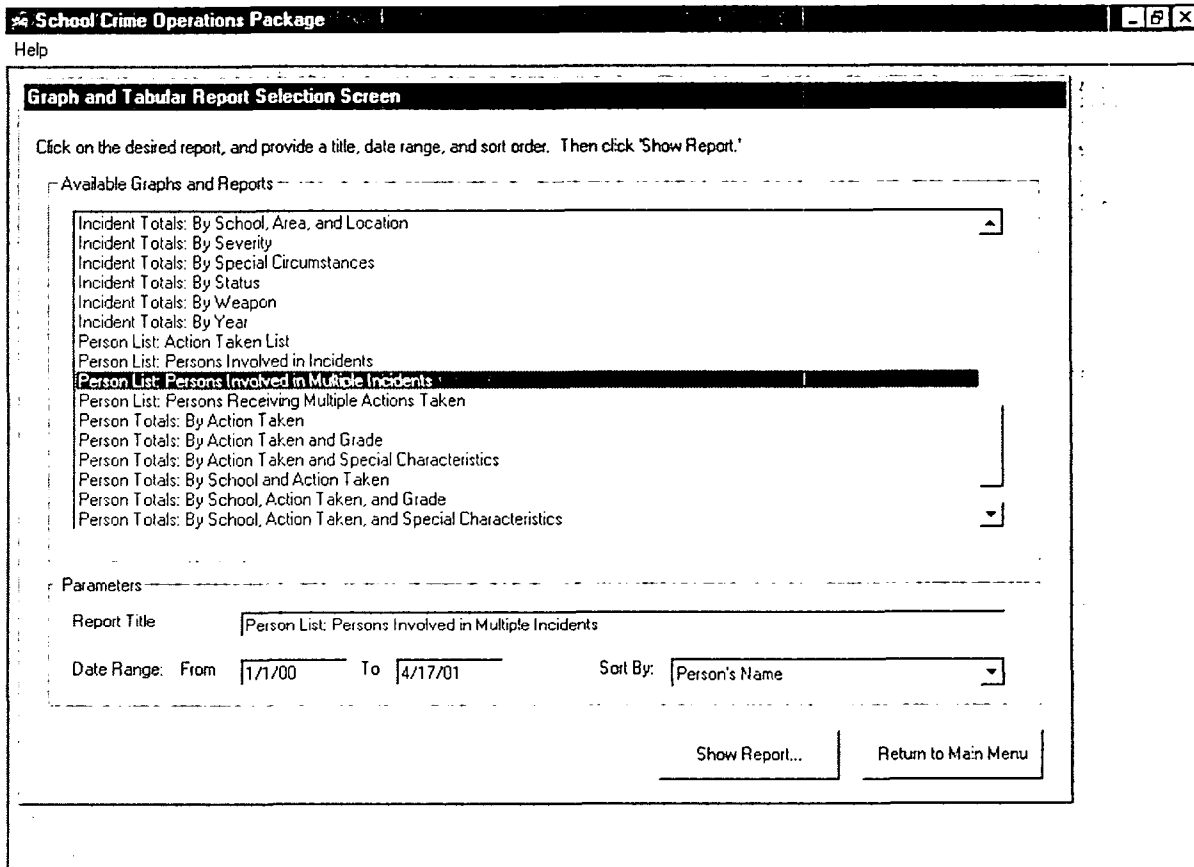 School Crime Operations Package
Help
Graph and Tabular Report Selection Screen
Click on the desired report, and provide a title, date range, and sort order. Then click 'Show Report.'
Available Graphs and Reports
Incident Totals: By School, Area, and Location
Incident Totals: By Severity
Incident Totals: By Special Circumstances
Incident Totals: By Status
Incident Totals: By Weapon
Incident Totals: By Year
Person List: Action Taken List
Person List: Persons Involved in Incidents
Person List: Persons Involved in Multiple Incidents
Person List: Persons Receiving Multiple Actions Taken
Person Totals: By Action Taken
Person Totals: By Action Taken and Grade
Person Totals: By Action Taken and Special Characteristics
Person Totals: By School and Action Taken
Person Totals: By School, Action Taken, and Grade
Person Totals: By School, Action Taken, and Special Characteristics
Parameters
Report Title Person List: Persons Involved in Multiple Incidents
Date Range: From 1/1/00 To 4/17/01 Sort By: Person's Name
Show Report... Return to Main Menu